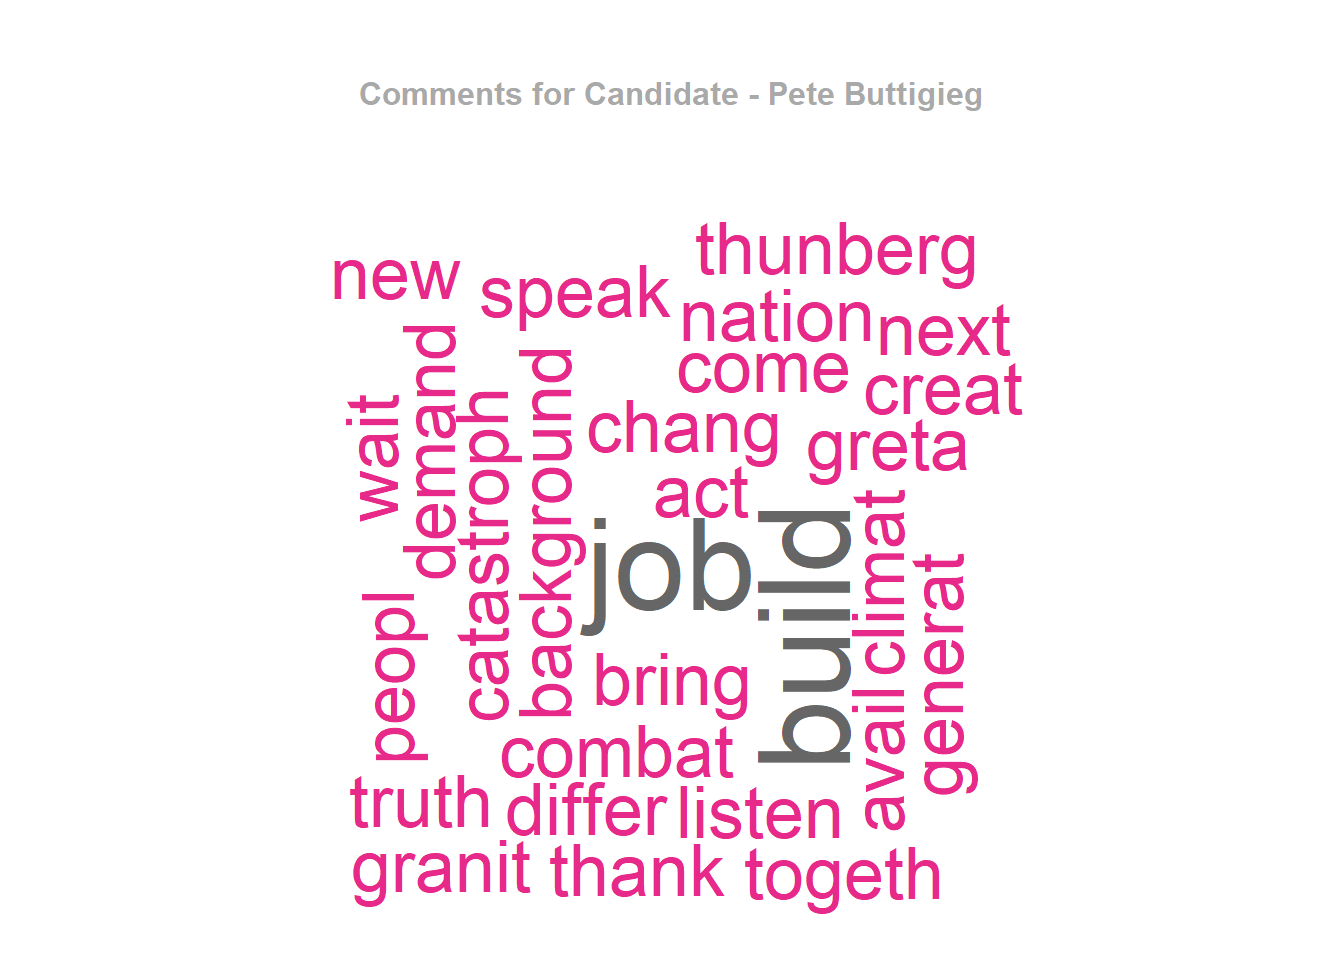 Comments for Candidate - Pete Buttigieg
thunberg
new
speak
nation
next
come
creat
wait
demand
catastroph
background
chang
greta
act
job
build
climat
generat
peopl
bring
avail
combat
truth
differ
listen
granit
thank
togeth